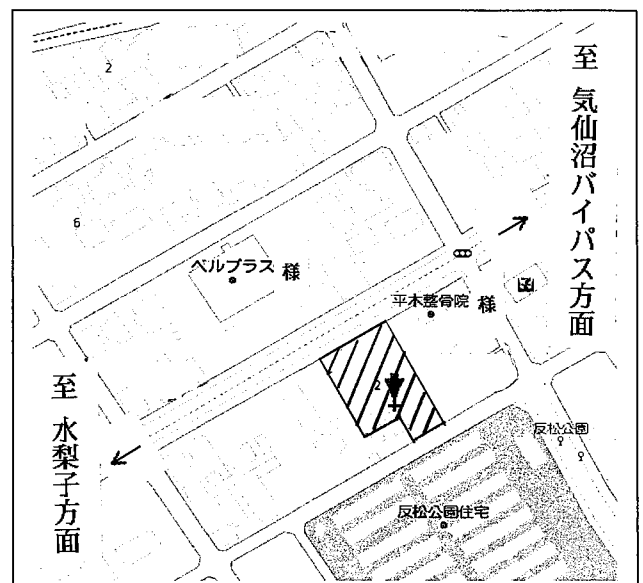 至 気仙沼バイパス方面
2
6
ベルプラス 様
平木整骨院 様
2
至 水梨子方面
反松公園
反松公園住宅